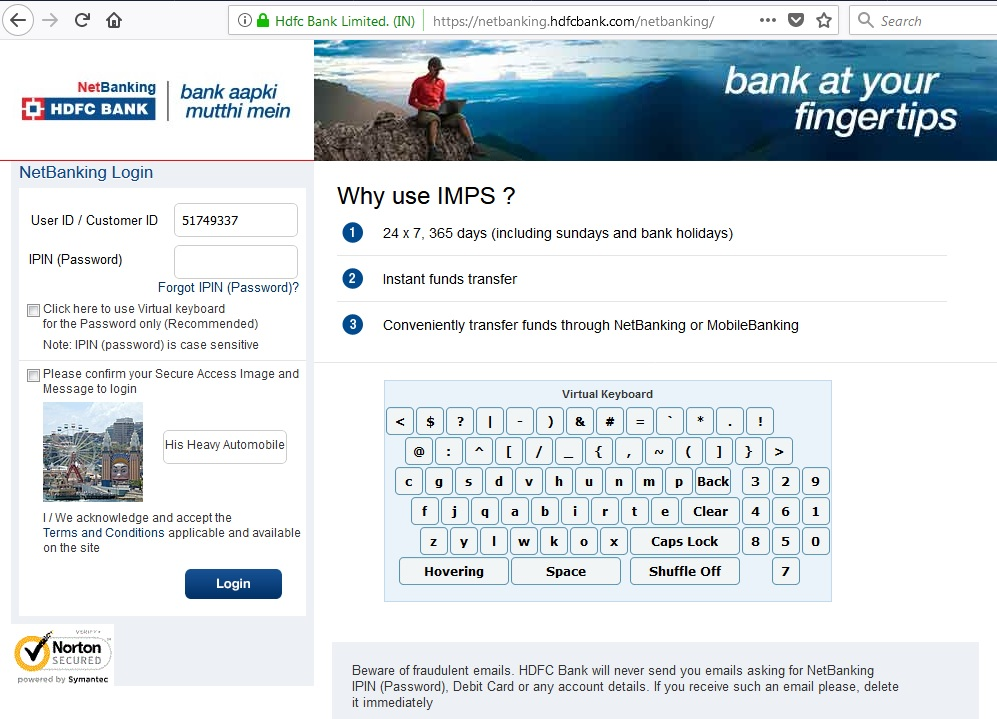 Hdfc Bank Limited. (IN)
https://netbanking.hdfcbank.com/netbanking/
Search
NetBanking
HDFC BANK
bank aapki
mutthi mein
bank at your
fingertips
NetBanking Login
User ID / Customer ID
51749337
IPIN (Password)
Forgot IPIN (Password)?
Click here to use Virtual keyboard
for the Password only (Recommended)
Note: IPIN (password) is case sensitive
Please confirm your Secure Access Image and
Message to login
His Heavy Automobile
I / We acknowledge and accept the
Terms and Conditions applicable and available
on the site
Login
VERIFY
Norton
SECURED
powered by Symantec
Why use IMPS ?
1 24 x 7, 365 days (including sundays and bank holidays)
2 Instant funds transfer
3 Conveniently transfer funds through NetBanking or MobileBanking
Virtual Keyboard
< $ ? | - ) & # = ` * . !
@ : ^ [ / _ { , ~ ( ] } >
c g s d v h u n m p Back 3 2 9
f j q a b i r t e Clear 4 6 1
z y l w k o x Caps Lock 8 5 0
Hovering Space Shuffle Off 7
Beware of fraudulent emails. HDFC Bank will never send you emails asking for NetBanking
IPIN (Password), Debit Card or any account details. If you receive such an email please, delete
it immediately